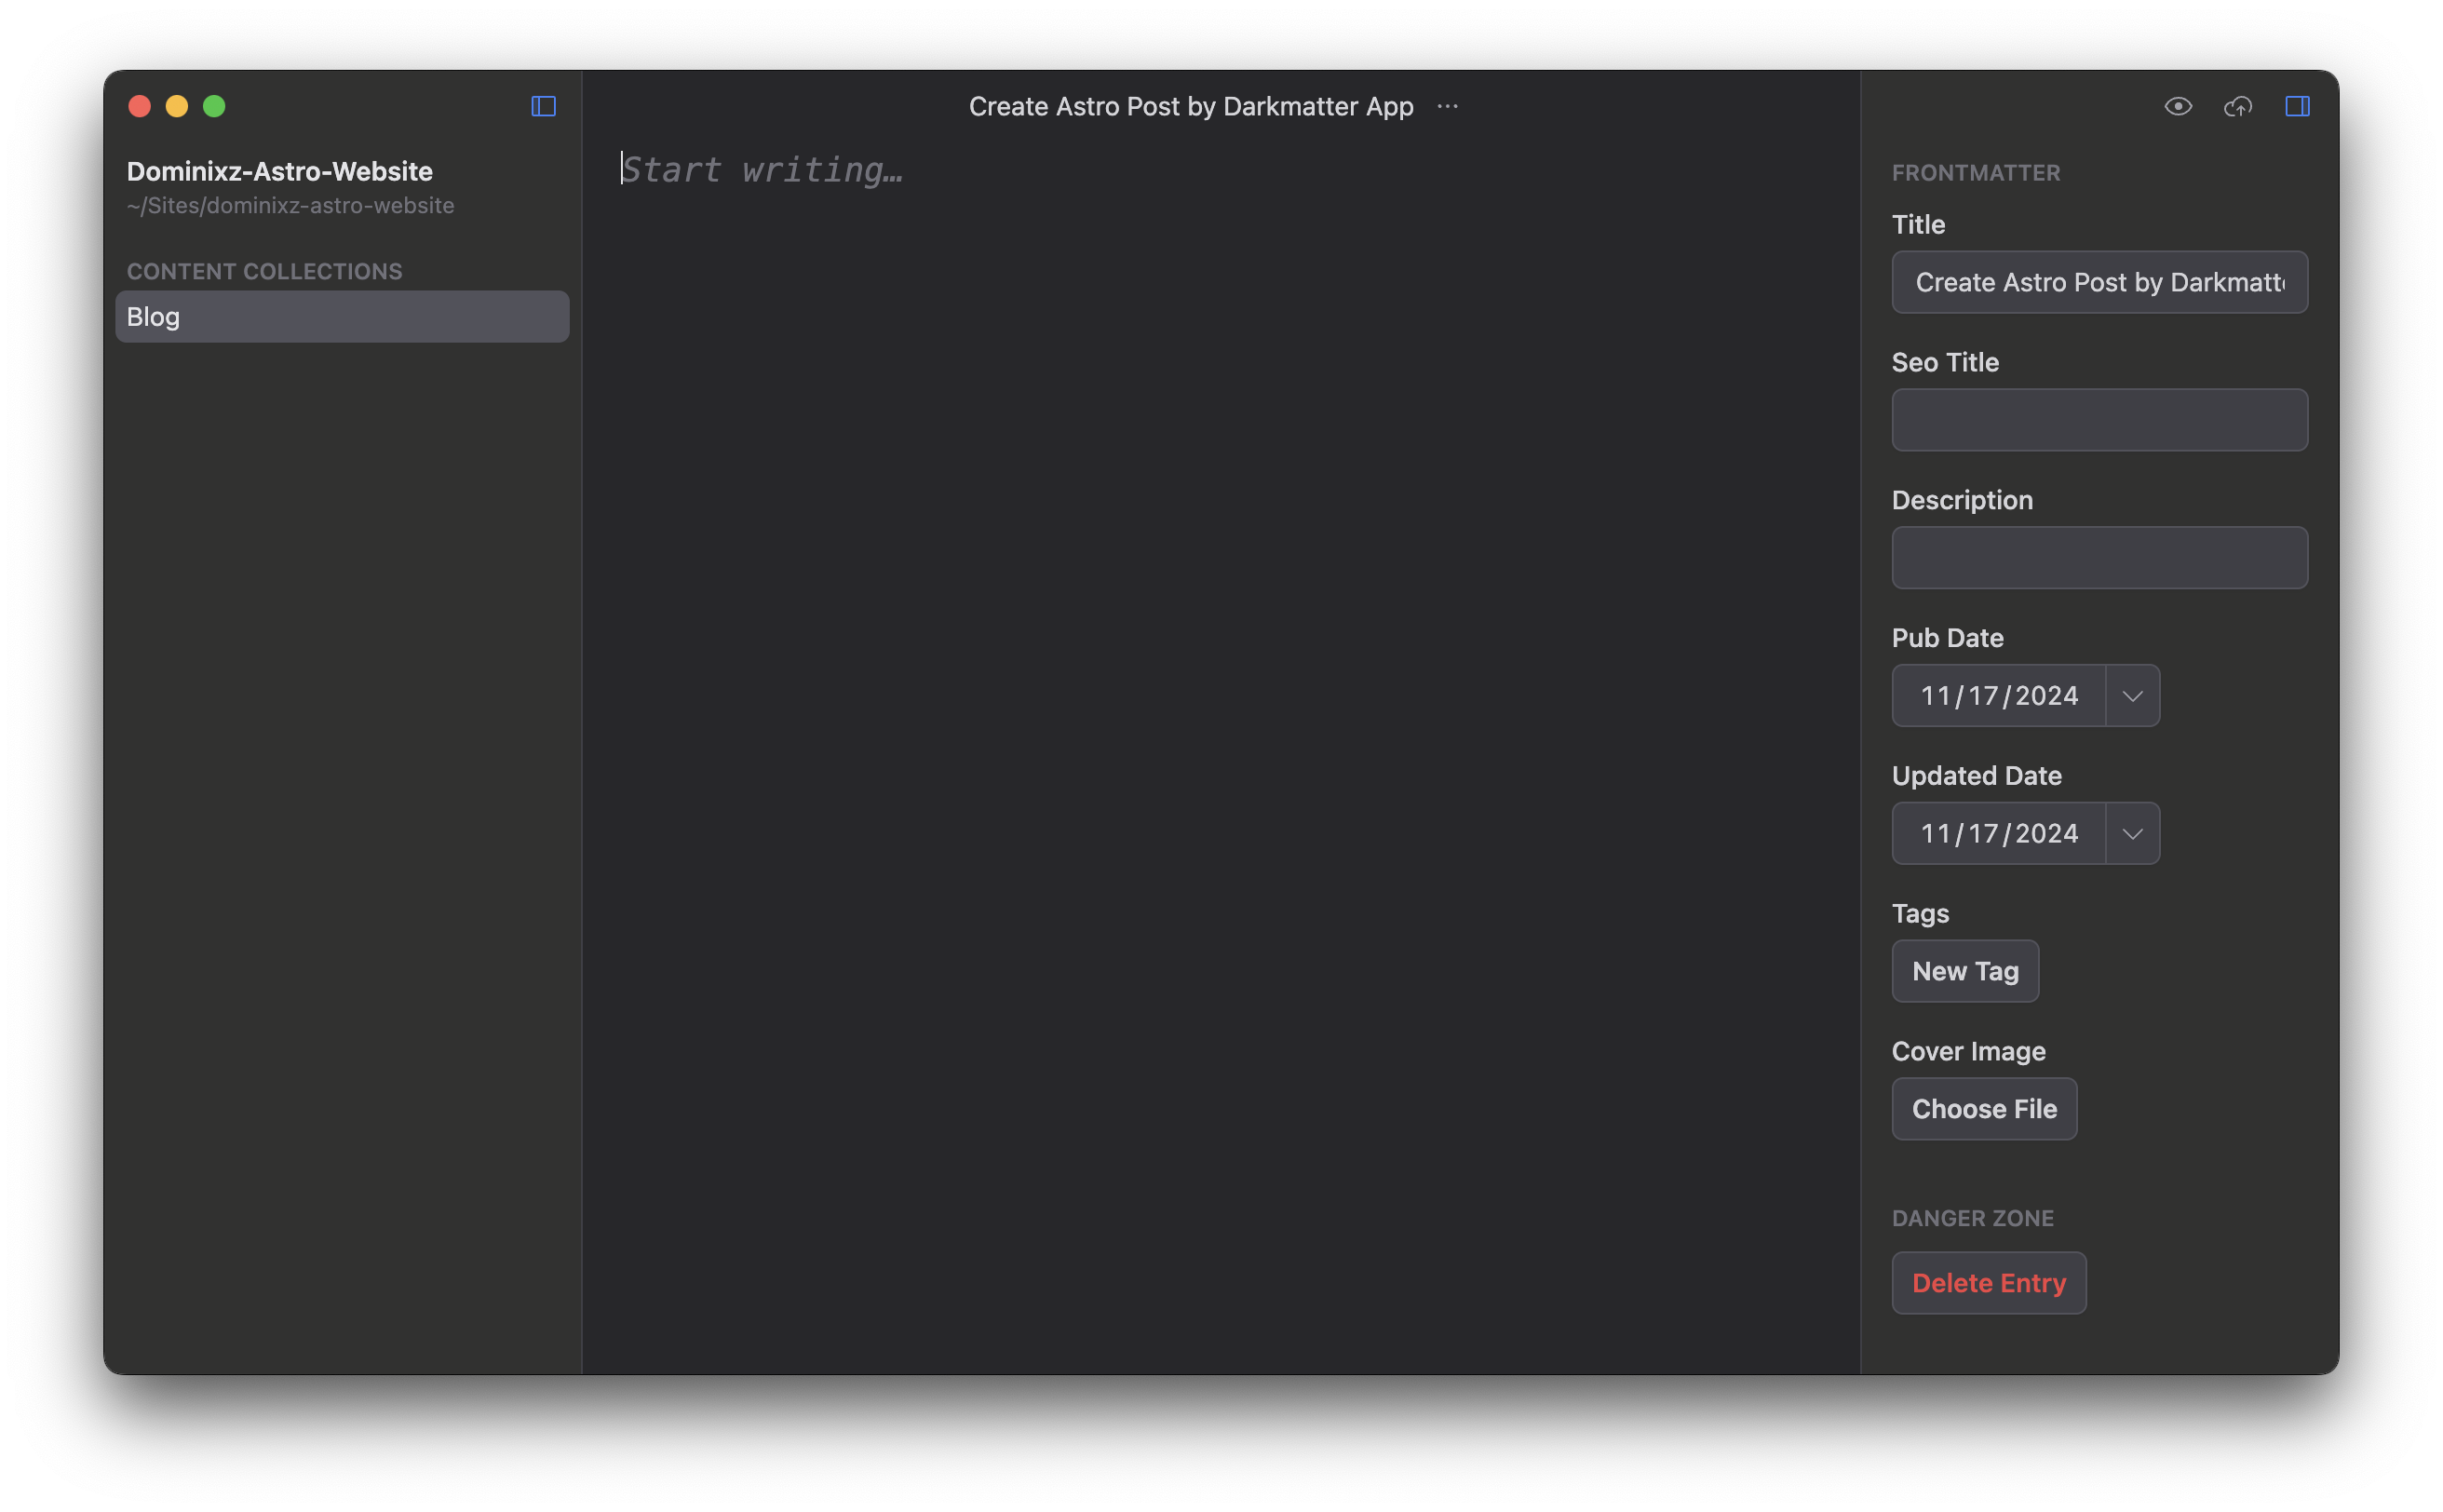 Dominixz-Astro-Website
~/Sites/dominixz-astro-website
CONTENT COLLECTIONS
Blog
Create Astro Post by Darkmatter App ···
Start writing…
FRONTMATTER
Title
Create Astro Post by Darkmatte
Seo Title
Description
Pub Date
11/17/2024
Updated Date
11/17/2024
Tags
New Tag
Cover Image
Choose File
DANGER ZONE
Delete Entry